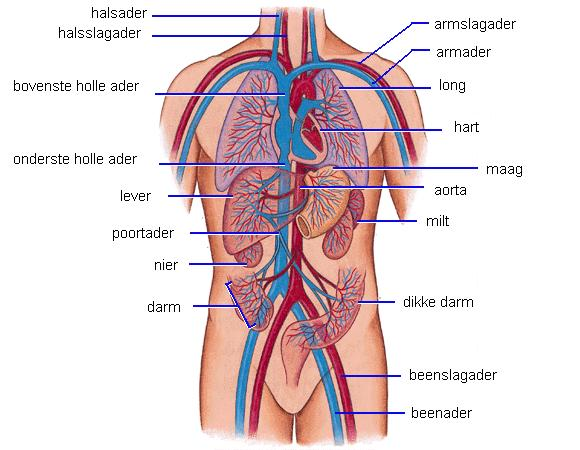 halsader
halsslagader
bovenste holle ader
onderste holle ader
lever
poortader
nier
darm
armslagader
armader
long
hart
maag
aorta
milt
dikke darm
beenslagader
beenader